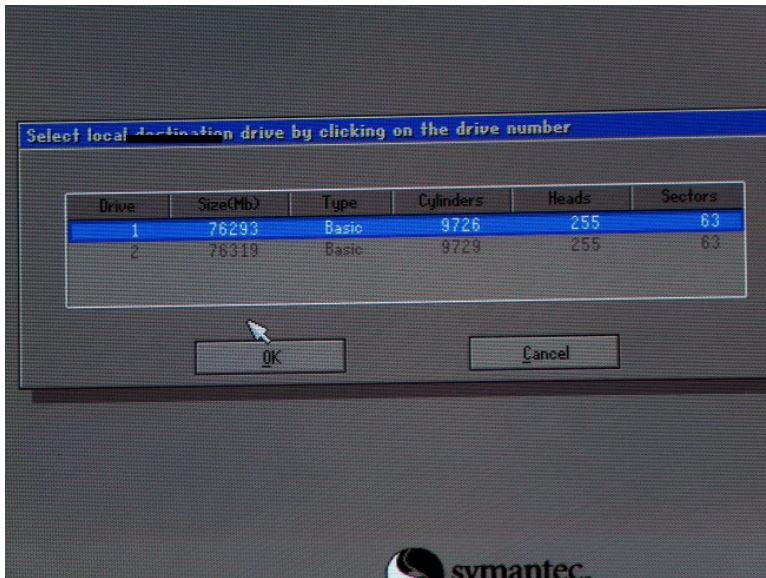 Select local destination drive by clicking on the drive number
Drive Size(Mb) Type Cylinders Heads Sectors
1 76293 Basic 9726 255 63
2 76319 Basic 9729 255 63
OK Cancel
symantec.